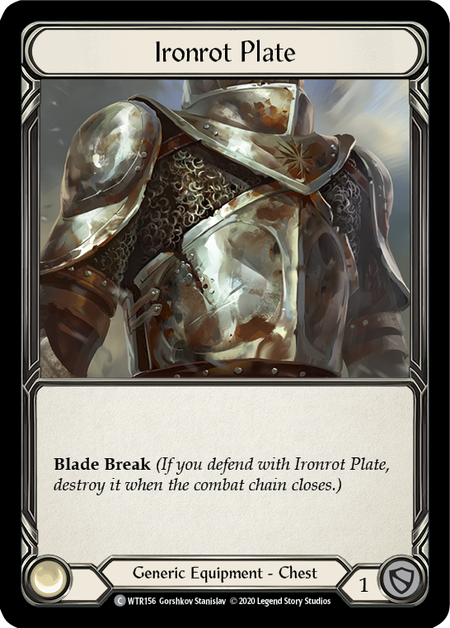 Ironrot Plate
Blade Break (If you defend with Ironrot Plate,
destroy it when the combat chain closes.)
Generic Equipment - Chest
1
C WTR156 Gorshkov Stanislav © 2020 Legend Story Studios